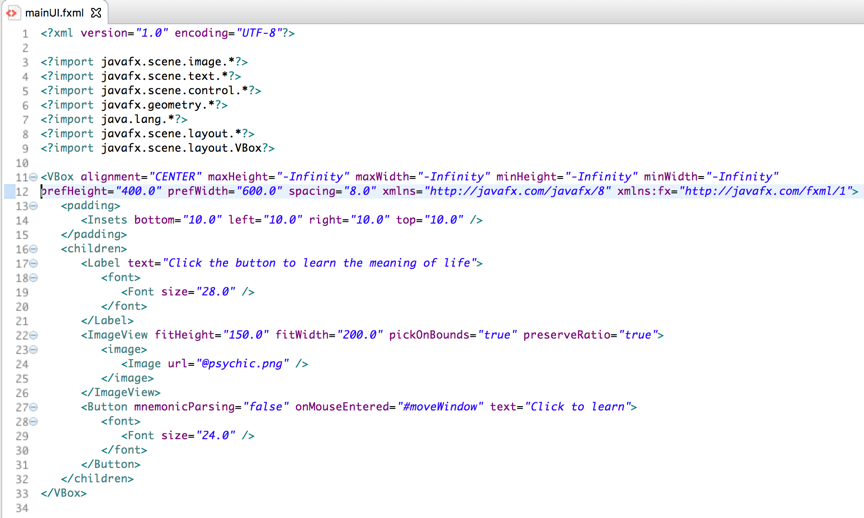 mainUI.fxml
1 <?xml version="1.0" encoding="UTF-8"?>
2
3 <?import javafx.scene.image.*?>
4 <?import javafx.scene.text.*?>
5 <?import javafx.scene.control.*?>
6 <?import javafx.geometry.*?>
7 <?import java.lang.*?>
8 <?import javafx.scene.layout.*?>
9 <?import javafx.scene.layout.VBox?>
10
11 <VBox alignment="CENTER" maxHeight="-Infinity" maxWidth="-Infinity" minHeight="-Infinity" minWidth="-Infinity"
12 prefHeight="400.0" prefWidth="600.0" spacing="8.0" xmlns="http://javafx.com/javafx/8" xmlns:fx="http://javafx.com/fxml/1">
13    <padding>
14       <Insets bottom="10.0" left="10.0" right="10.0" top="10.0" />
15    </padding>
16    <children>
17       <Label text="Click the button to learn the meaning of life">
18          <font>
19             <Font size="28.0" />
20          </font>
21       </Label>
22       <ImageView fitHeight="150.0" fitWidth="200.0" pickOnBounds="true" preserveRatio="true">
23          <image>
24             <Image url="@psychic.png" />
25          </image>
26       </ImageView>
27       <Button mnemonicParsing="false" onMouseEntered="#moveWindow" text="Click to learn">
28          <font>
29             <Font size="24.0" />
30          </font>
31       </Button>
32    </children>
33 </VBox>
34